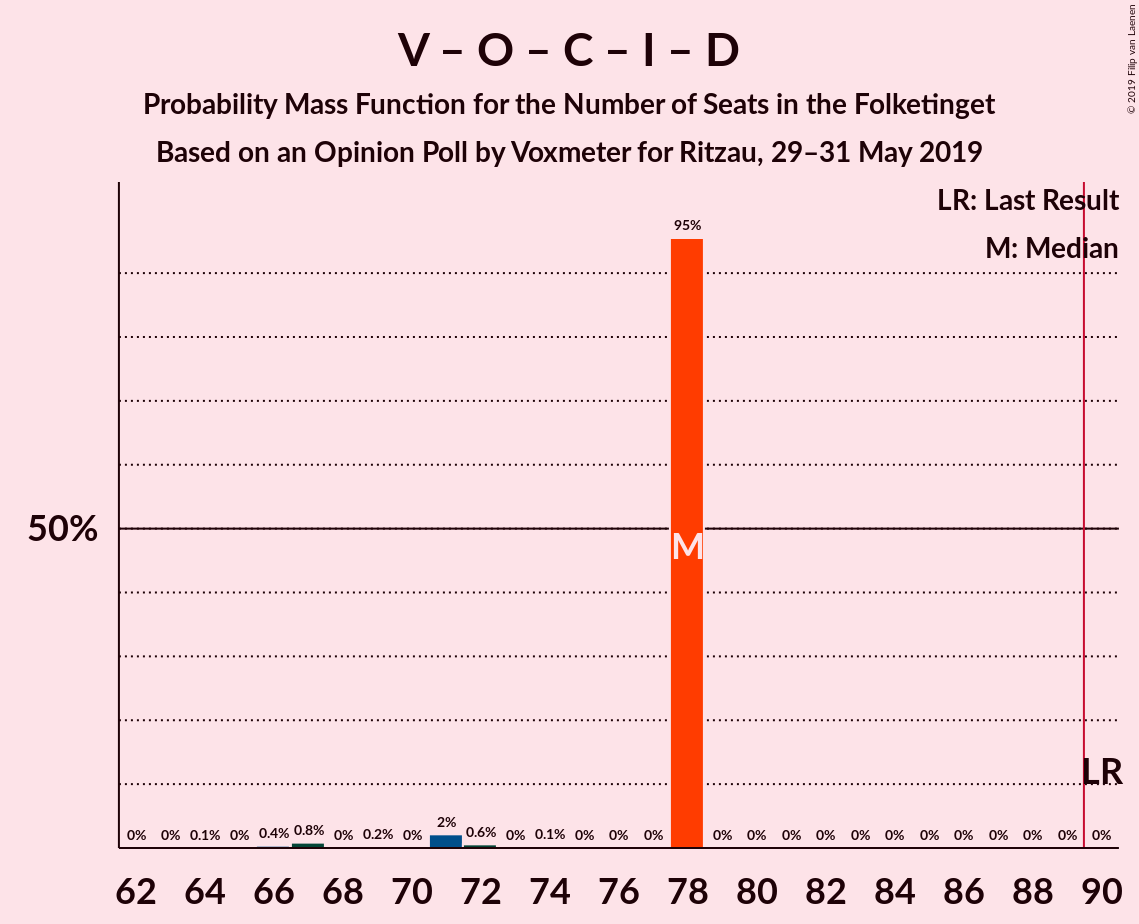 V – O – C – I – D
Probability Mass Function for the Number of Seats in the Folketinget
Based on an Opinion Poll by Voxmeter for Ritzau, 29–31 May 2019
© 2019 Filip van Laenen
LR: Last Result
M: Median
95%
50%
M
LR
0% 0% 0.1% 0% 0.4% 0.8% 0% 0.2% 0% 2% 0.6% 0% 0.1% 0% 0% 0% 0% 0% 0% 0% 0% 0% 0% 0% 0% 0% 0% 0%
62 64 66 68 70 72 74 76 78 80 82 84 86 88 90